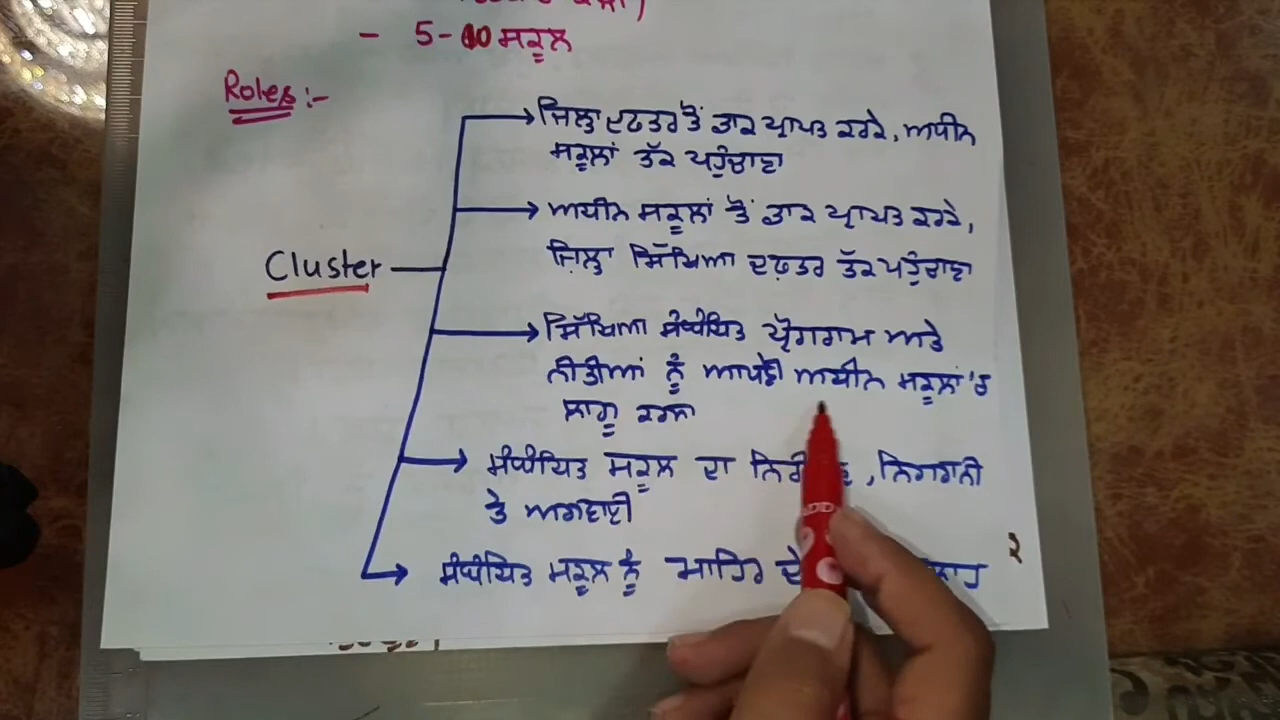 - 5-10 ਸਕੂਲ
Roles :-
Cluster
ਜਿਲ੍ਹਾ ਦਫਤਰ ਤੋਂ ਡਾਕ ਪ੍ਰਾਪਤ ਕਰਕੇ, ਅਧੀਨ
ਸਕੂਲਾਂ ਤੱਕ ਪਹੁੰਚਾਣਾ
ਅਧੀਨ ਸਕੂਲਾਂ ਤੋਂ ਡਾਕ ਪ੍ਰਾਪਤ ਕਰਕੇ,
ਜ਼ਿਲ੍ਹਾ ਸਿੱਖਿਆ ਦਫ਼ਤਰ ਤੱਕ ਪਹੁੰਚਾਣਾ
ਸਿੱਖਿਆ ਸੰਬੰਧਿਤ ਪ੍ਰੋਗਰਾਮ ਅਤੇ
ਨੀਤੀਆਂ ਨੂੰ ਆਪਣੇ ਅਧੀਨ ਸਕੂਲਾਂ 'ਚ
ਲਾਗੂ ਕਰਨਾ
ਸੰਬੰਧਿਤ ਸਕੂਲ ਦਾ , ਨਿਗਰਾਨੀ
ਤੇ ਅਗਵਾਈ
ਸੰਬੰਧਿਤ ਸਕੂਲ ਨੂੰ ਮਾਹਿਰ ਦੇ
2